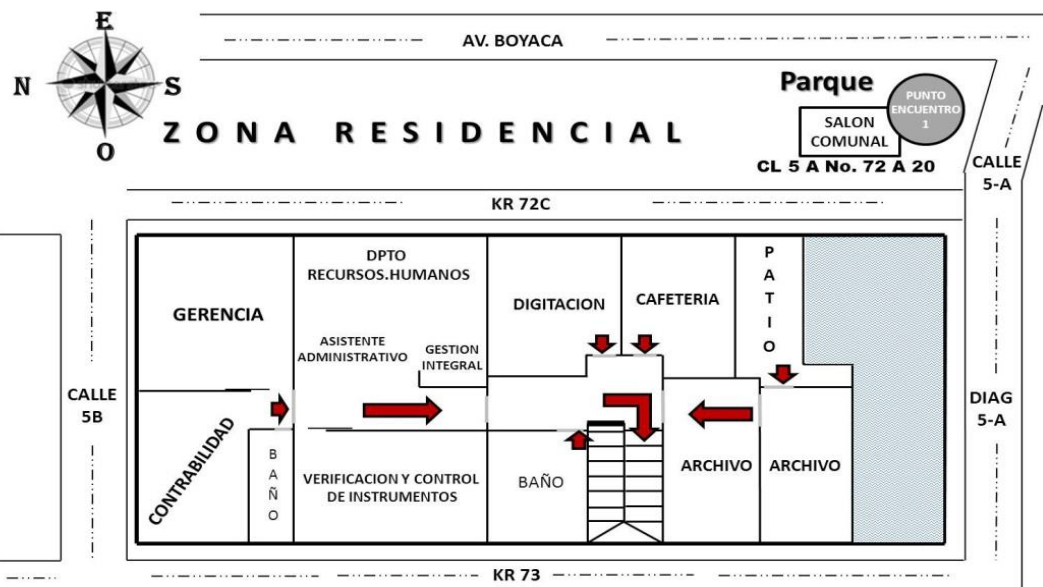 E
N
S
O
AV. BOYACA
Parque
PUNTO
ENCUENTRO
1
SALON
COMUNAL
ZONA RESIDENCIAL
CL 5 A No. 72 A 20
CALLE
5-A
KR 72C
GERENCIA
DPTO
RECURSOS.HUMANOS
ASISTENTE
ADMINISTRATIVO
GESTION
INTEGRAL
DIGITACION
CAFETERIA
PATIO
CALLE
5B
DIAG
5-A
CONTRABILIDAD
BAÑO
VERIFICACION Y CONTROL
DE INSTRUMENTOS
BAÑO
ARCHIVO
ARCHIVO
KR 73